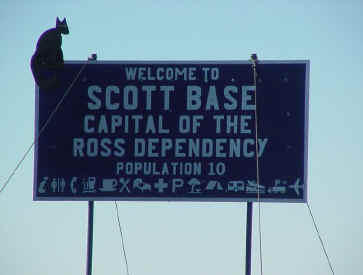 WELCOME TO
SCOTT BASE
CAPITAL OF THE
ROSS DEPENDENCY
POPULATION 10
P